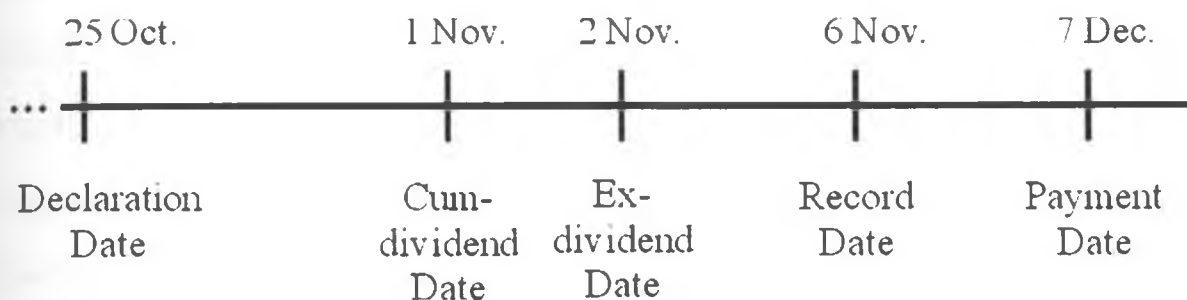 25 Oct. 1 Nov. 2 Nov. 6 Nov. 7 Dec.
...
Declaration Date
Cum-
dividend
Date
Ex-
dividend
Date
Record
Date
Payment
Date